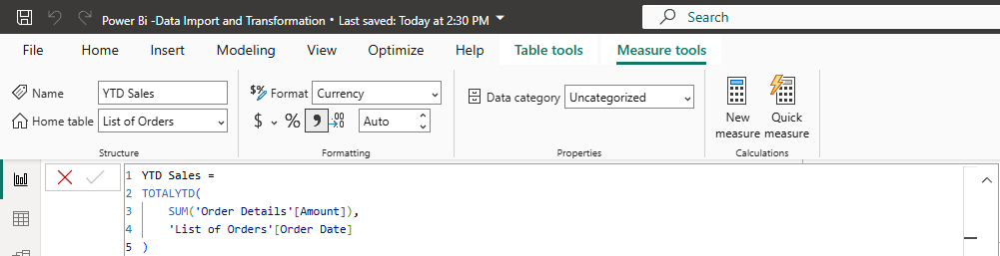 Power Bi -Data Import and Transformation • Last saved: Today at 2:30 PM
Search
File Home Insert Modeling View Optimize Help Table tools Measure tools
Name YTD Sales
Home table List of Orders
Structure
$% Format Currency
$ % , .00 →.0 Auto
Formatting
Data category Uncategorized
Properties
New measure
Quick measure
Calculations
1 YTD Sales =
2 TOTALYTD(
3 SUM('Order Details'[Amount]),
4 'List of Orders'[Order Date]
5 )